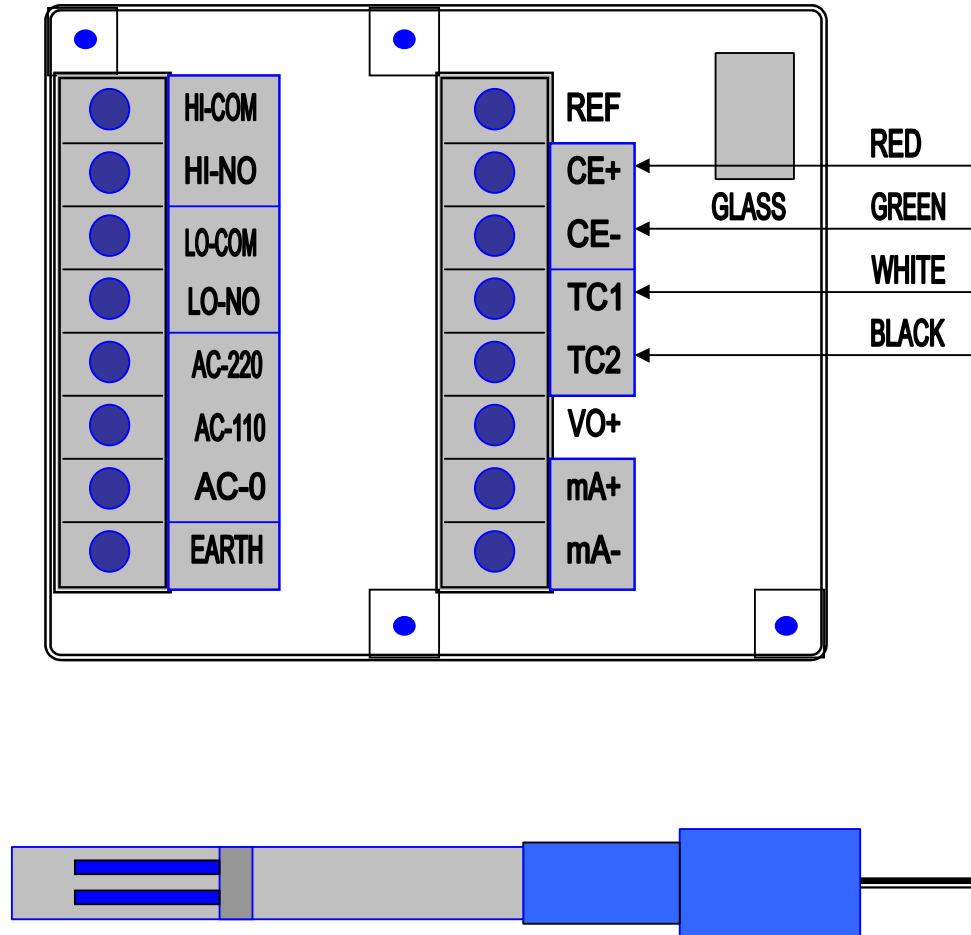 HI-COM
HI-NO
LO-COM
LO-NO
AC-220
AC-110
AC-0
EARTH
REF
CE+
CE-
TC1
TC2
VO+
mA+
mA-
GLASS
RED
GREEN
WHITE
BLACK